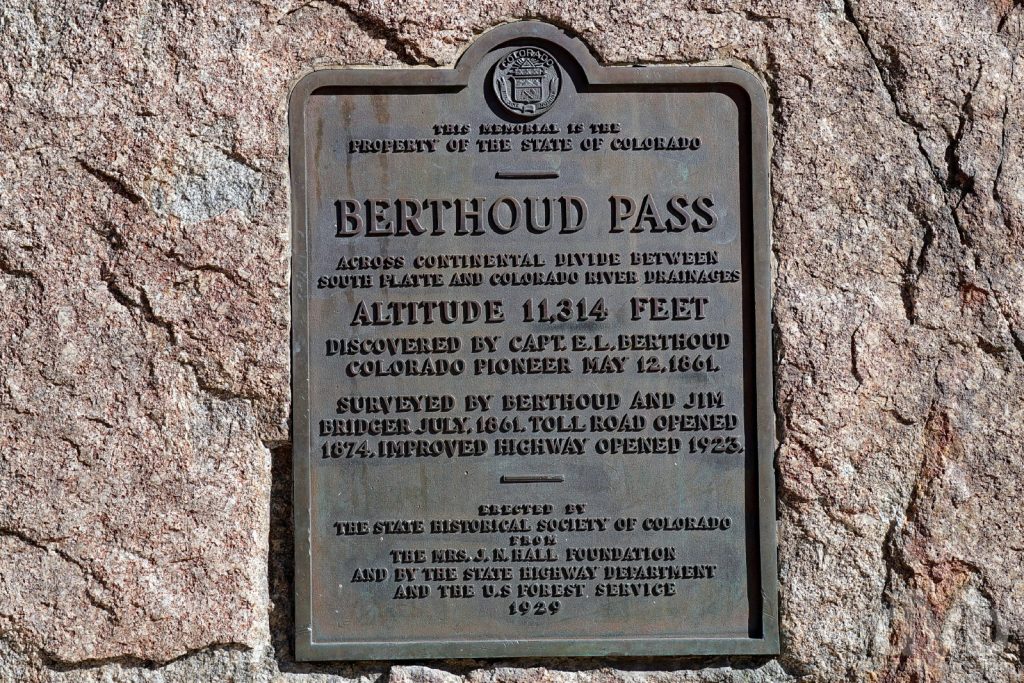 COLORADO
THIS MEMORIAL IS THE
PROPERTY OF THE STATE OF COLORADO
BERTHOUD PASS
ACROSS CONTINENTAL DIVIDE BETWEEN
SOUTH PLATTE AND COLORADO RIVER DRAINAGES
ALTITUDE 11,314 FEET
DISCOVERED BY CAPT. E.L. BERTHOUD
COLORADO PIONEER MAY 12, 1861.
SURVEYED BY BERTHOUD AND JIM
BRIDGER JULY, 1861. TOLL ROAD OPENED
1874. IMPROVED HIGHWAY OPENED 1923.
ERECTED BY
THE STATE HISTORICAL SOCIETY OF COLORADO
FROM
THE MRS. J. N. HALL FOUNDATION
AND BY THE STATE HIGHWAY DEPARTMENT
AND THE U.S FOREST SERVICE
1929